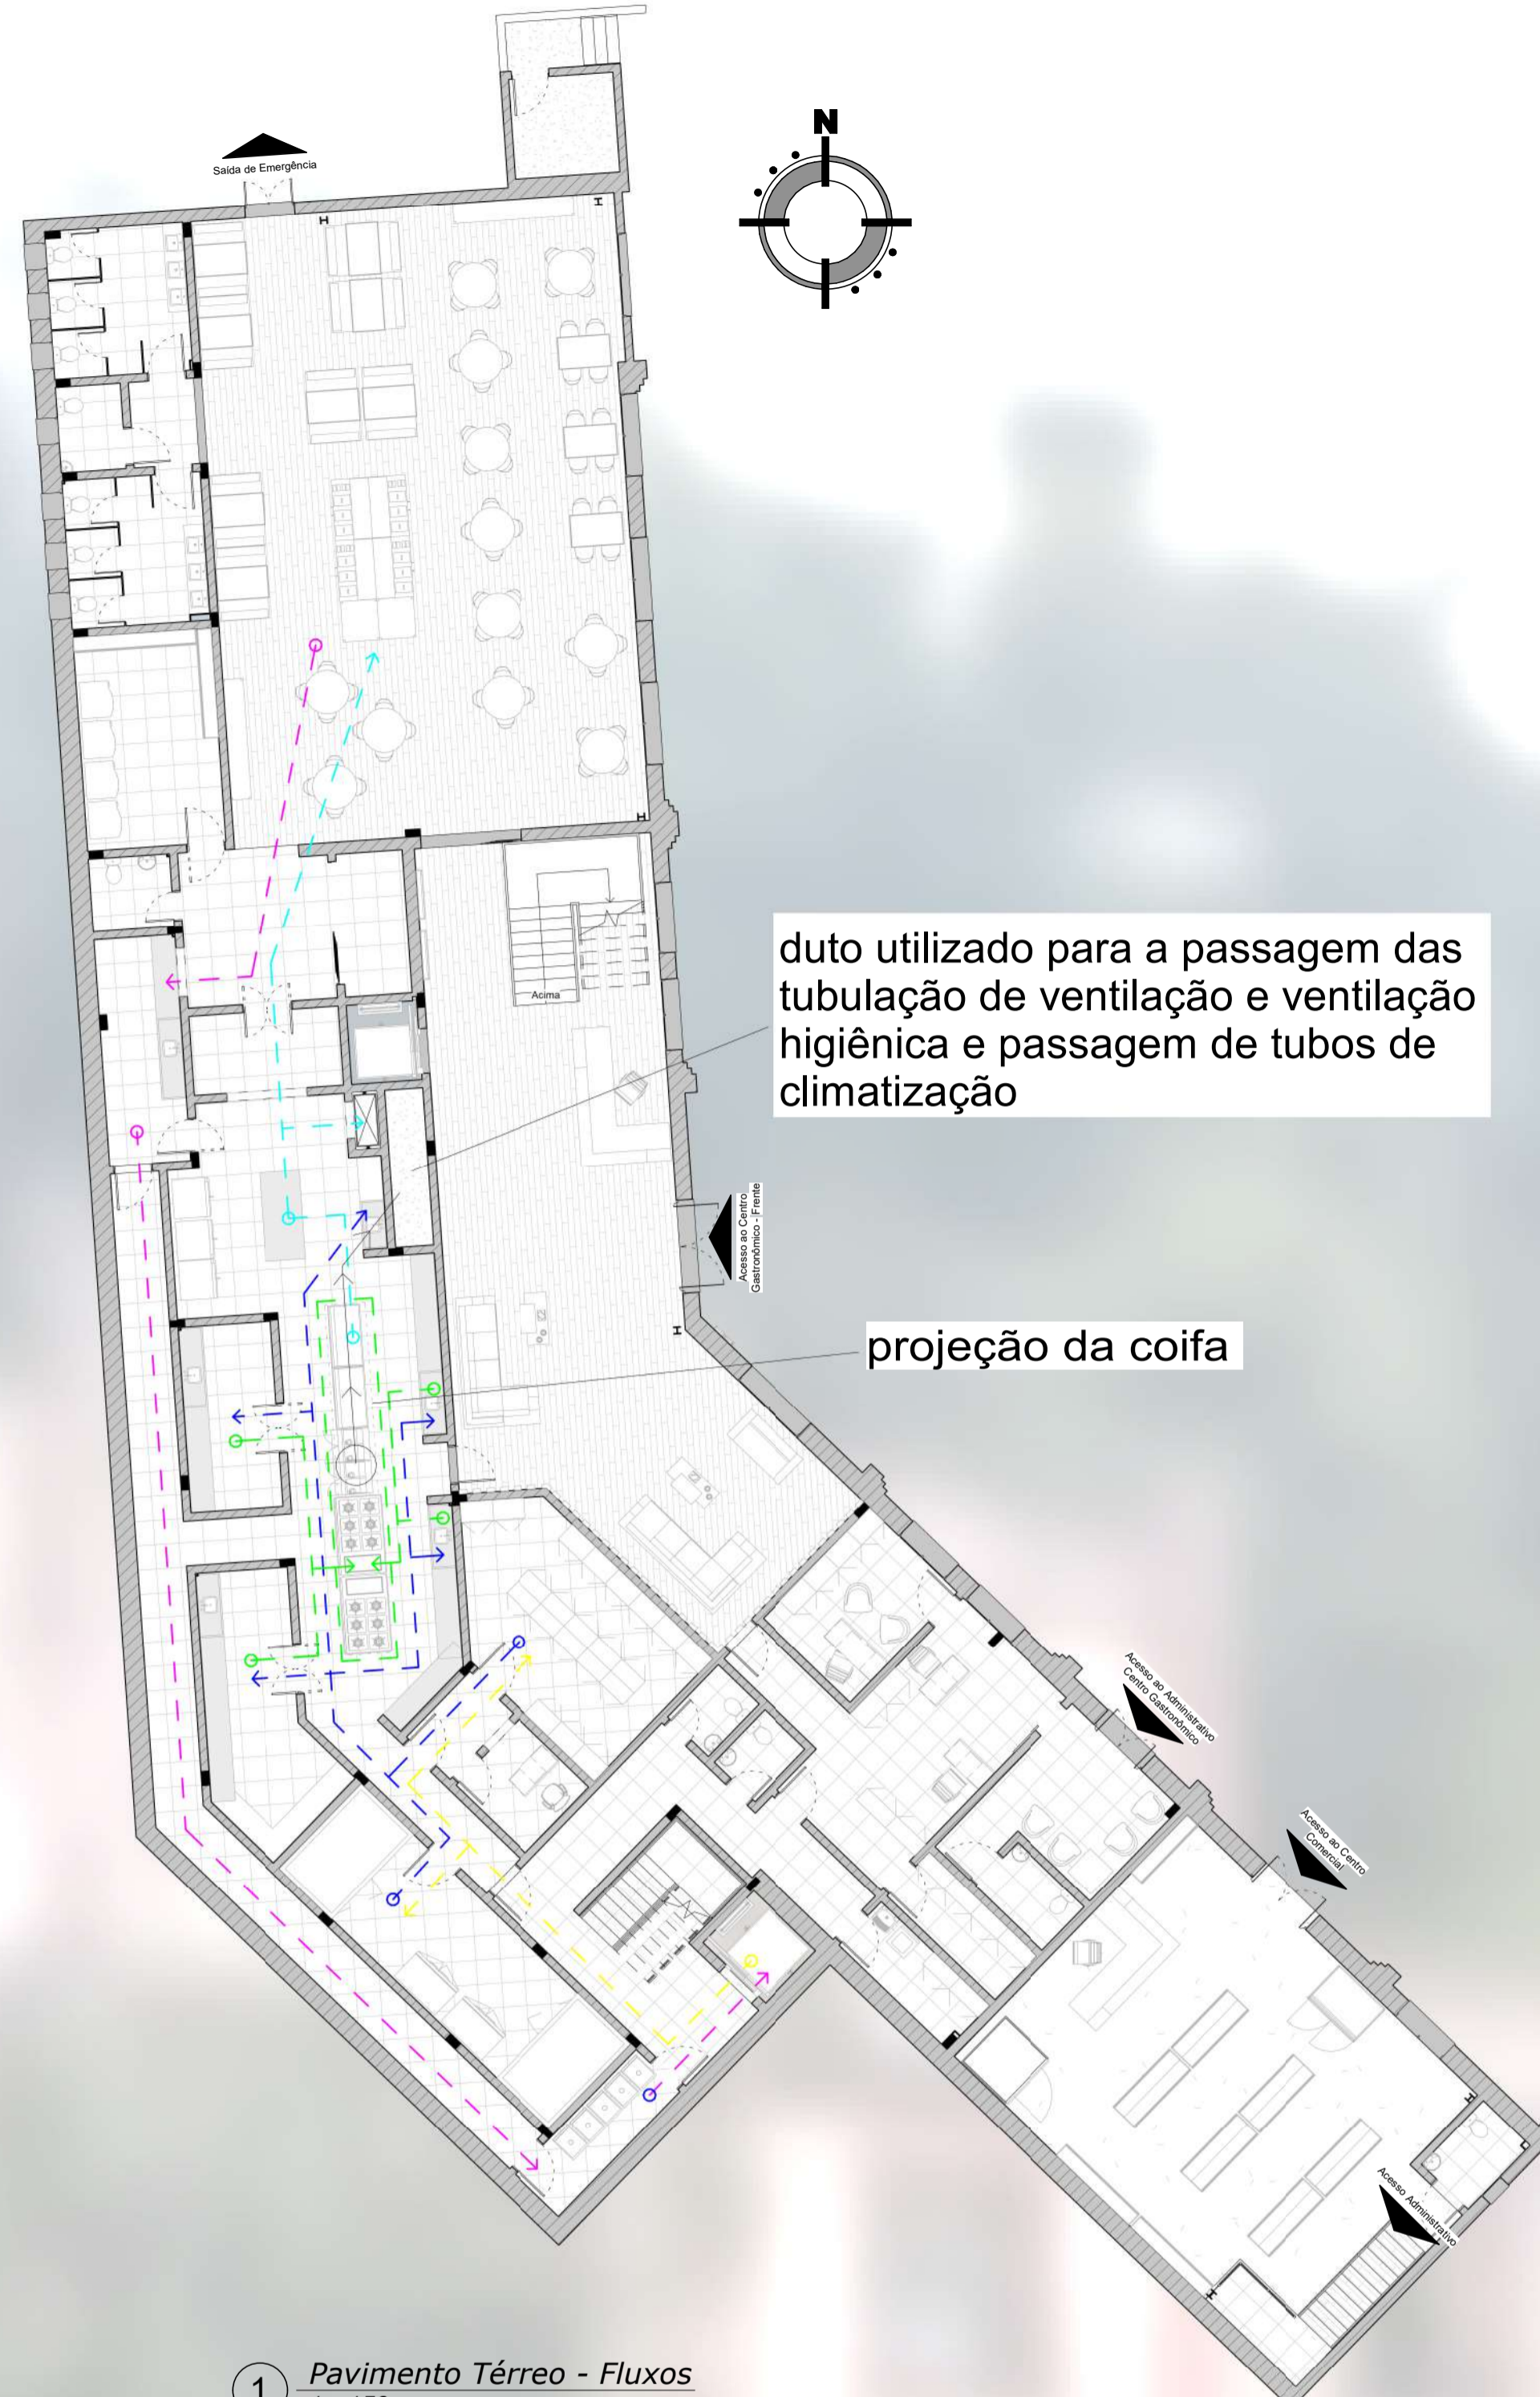 N
Saída de Emergência
duto utilizado para a passagem das
tubulação de ventilação e ventilação
higiênica e passagem de tubos de
climatização
Acima
Acesso ao Centro
Gastronômico - Frente
projeção da coifa
Acesso ao Administrativo
Centro Gastronômico
Acesso ao Centro
Comercial
Acesso Administrativo
1
Pavimento Térreo - Fluxos